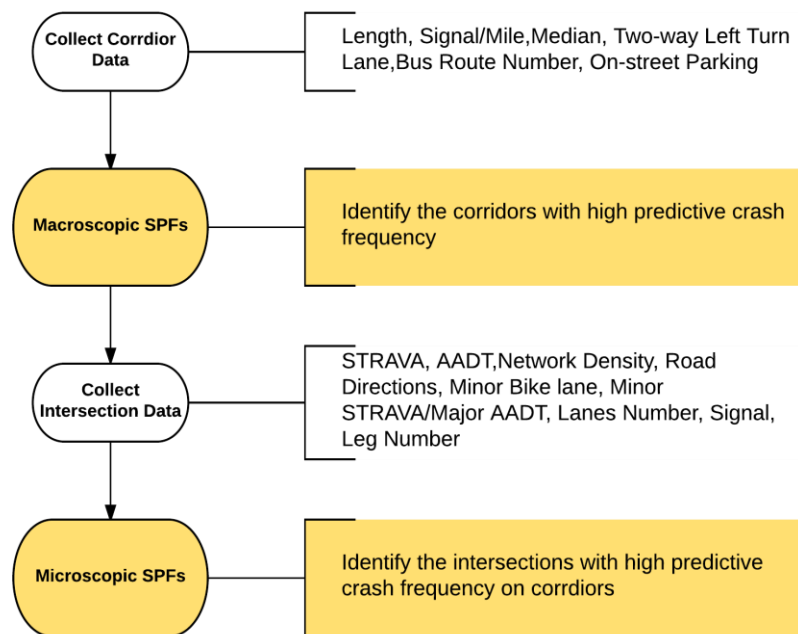 Collect Corrdior
Data
Length, Signal/Mile,Median, Two-way Left Turn
Lane,Bus Route Number, On-street Parking
Macroscopic SPFs
Identify the corridors with high predictive crash
frequency
Collect
Intersection Data
STRAVA, AADT,Network Density, Road
Directions, Minor Bike lane, Minor
STRAVA/Major AADT, Lanes Number, Signal,
Leg Number
Microscopic SPFs
Identify the intersections with high predictive
crash frequency on corrdiors